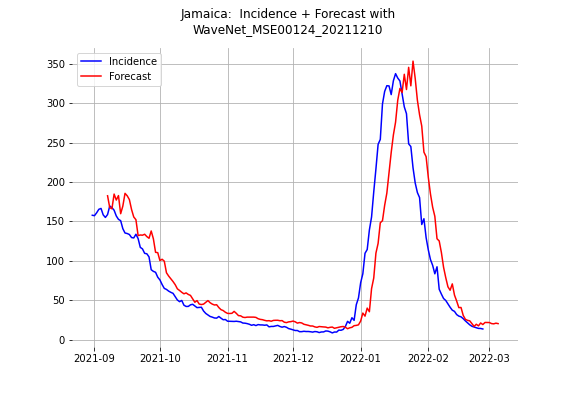 Jamaica:  Incidence + Forecast with
WaveNet_MSE00124_20211210
Incidence
Forecast
350
300
250
200
150
100
50
0
2021-09 2021-10 2021-11 2021-12 2022-01 2022-02 2022-03